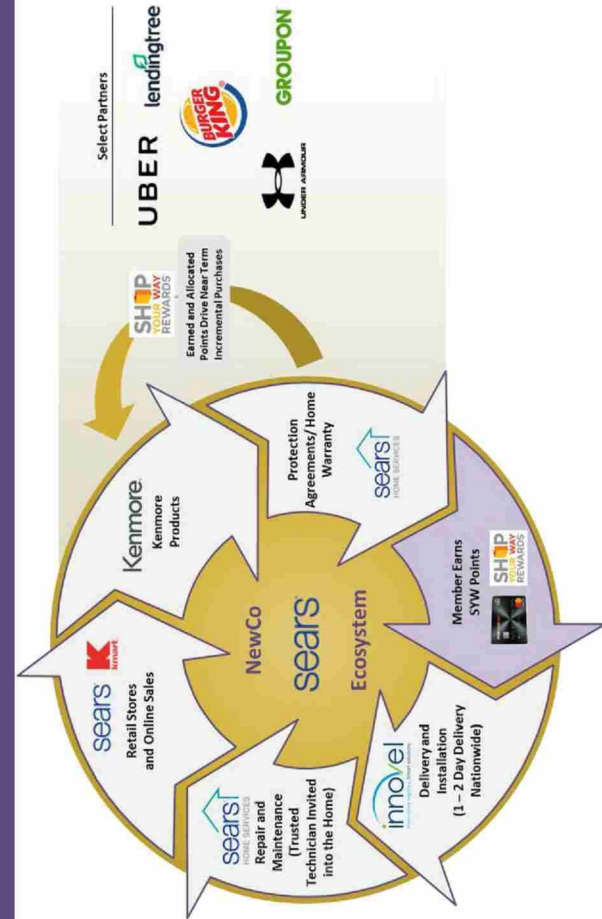 NewCo
sears
Ecosystem
sears kmart
Retail Stores
and Online Sales
Kenmore
Kenmore
Products
Protection
Agreements/ Home
Warranty
sears
HOME SERVICES
Member Earns
SYW Points
SHOP
YOUR WAY
REWARDS
innovel
Delivery and
Installation
(1 – 2 Day Delivery
Nationwide)
sears
HOME SERVICES
Repair and
Maintenance
(Trusted
Technician Invited
into the Home)
SHOP
YOUR WAY
REWARDS
Earned and Allocated
Points Drive Near Term
Incremental Purchases
Select Partners
UBER lendingtree
BURGER
KING
UNDER ARMOUR
GROUPON